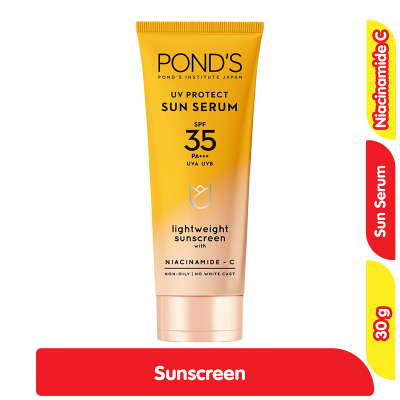 POND'S
POND'S INSTITUTE JAPAN
UV PROTECT
SUN SERUM
SPF
35
PA+++
UVA UVB
lightweight
sunscreen
with
NIACINAMIDE - C
NON-OILY | NO WHITE CAST
Niacinamide C
Sun Serum
30g
Sunscreen